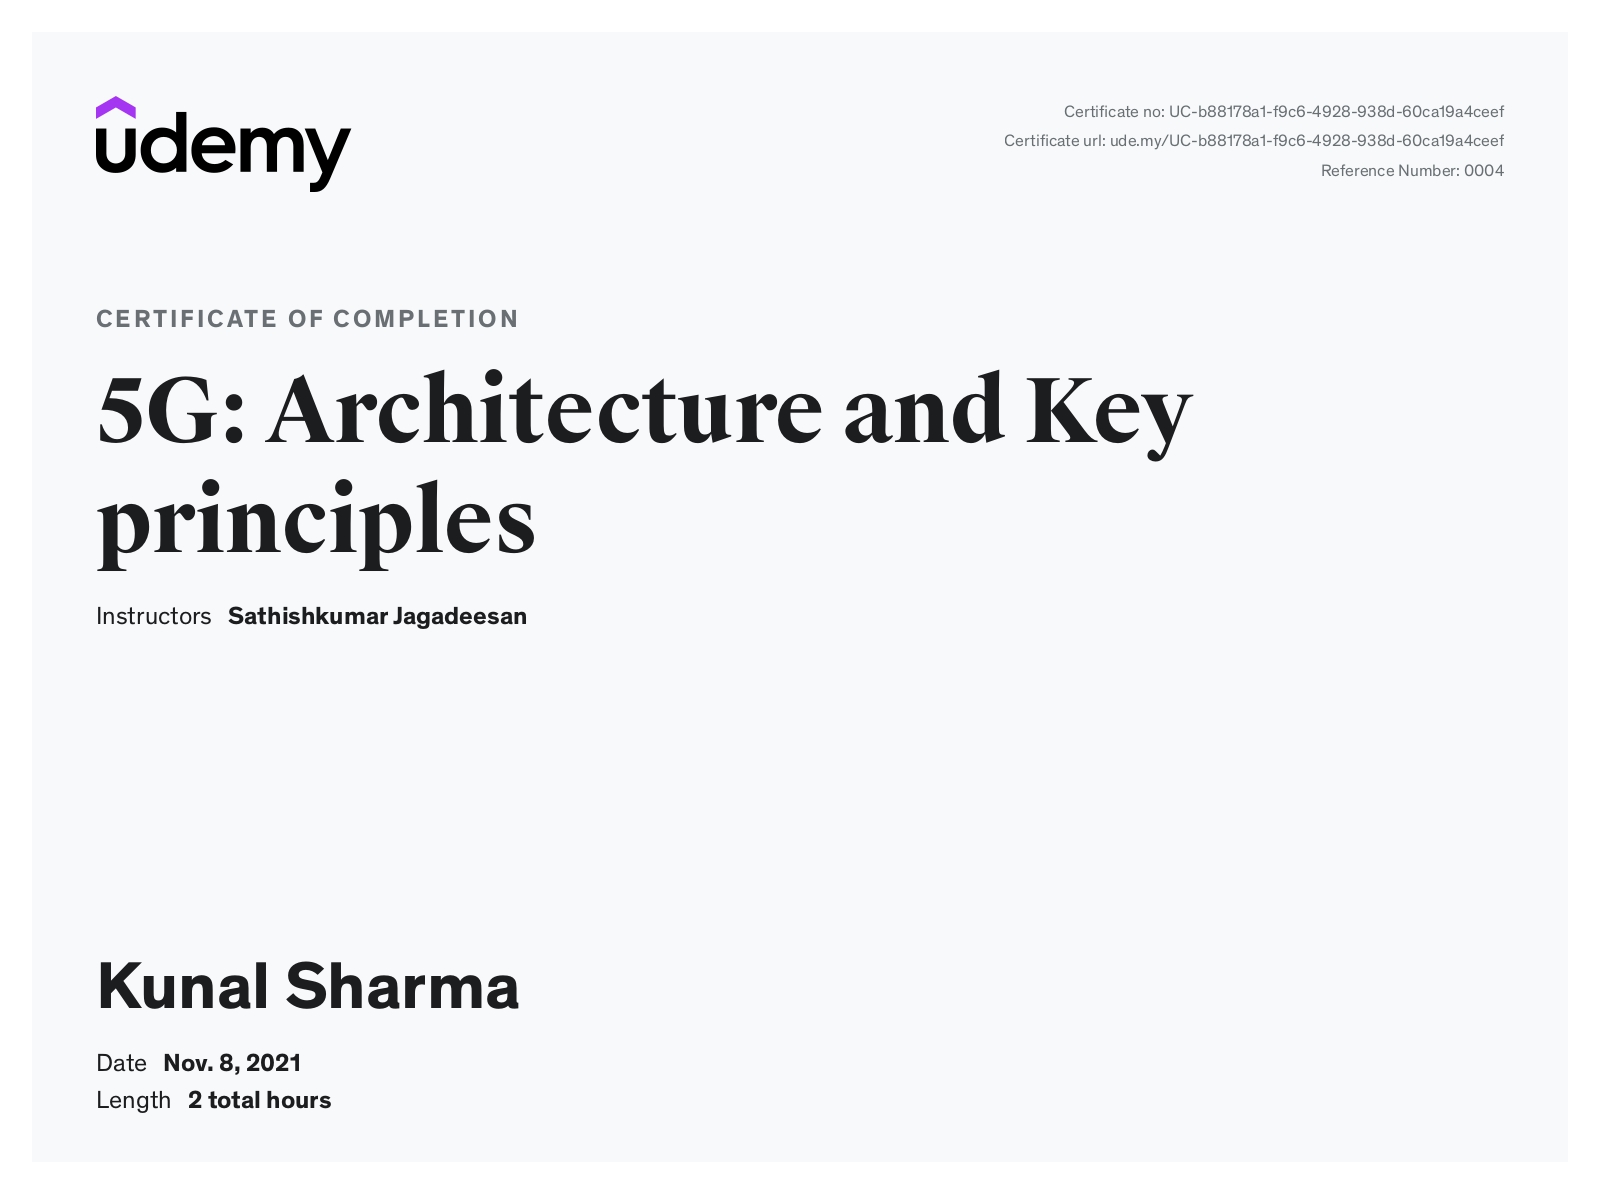 udemy
Certificate no: UC-b88178a1-f9c6-4928-938d-60ca19a4ceef
Certificate url: ude.my/UC-b88178a1-f9c6-4928-938d-60ca19a4ceef
Reference Number: 0004
CERTIFICATE OF COMPLETION
5G: Architecture and Key
principles
Instructors Sathishkumar Jagadeesan
Kunal Sharma
Date Nov. 8, 2021
Length 2 total hours